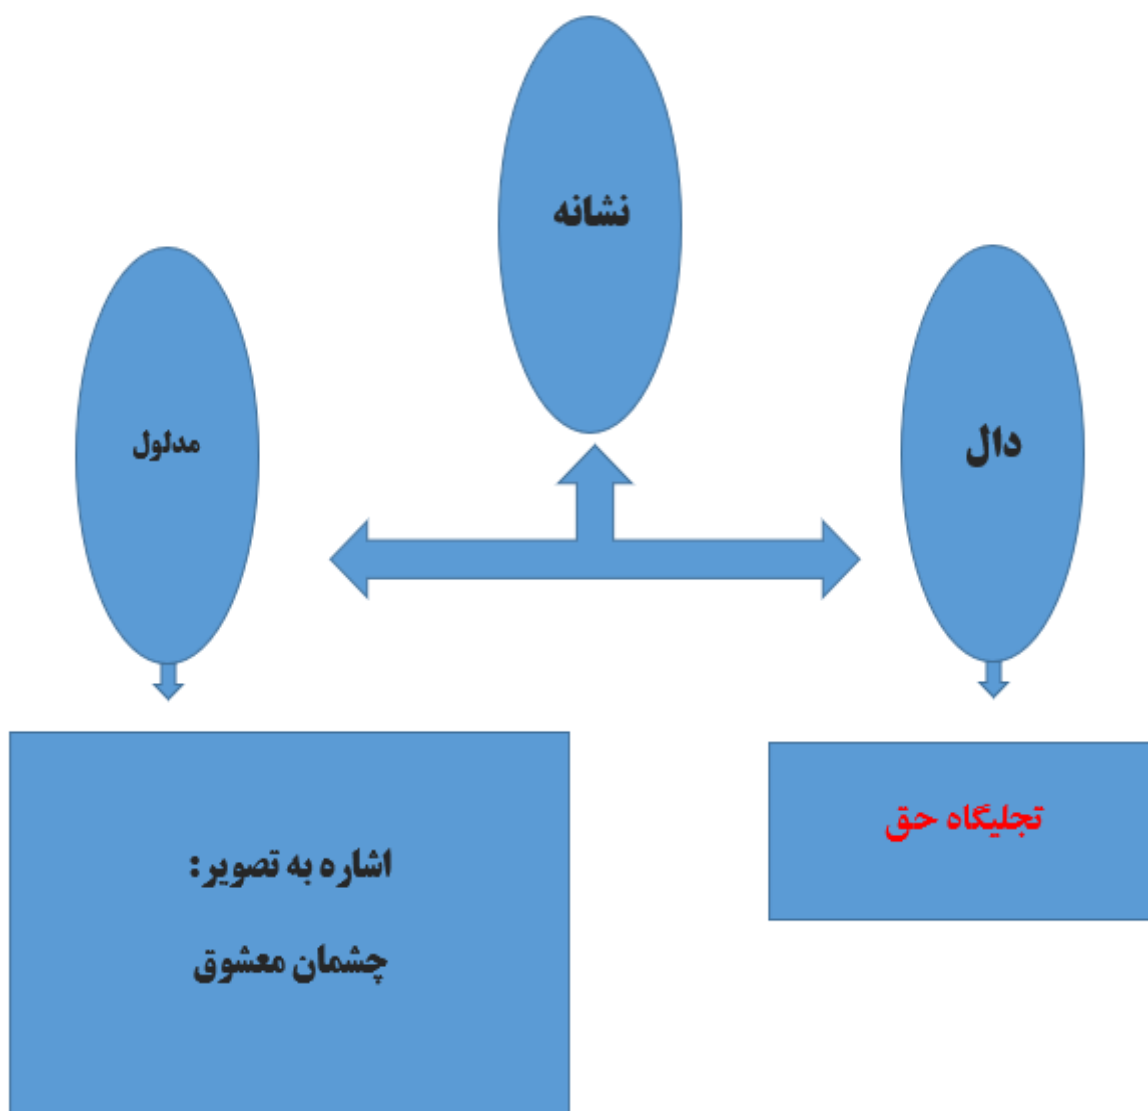 نشانه
دال
مدلول
تجلیگاه حق
اشاره به تصویر:
چشمان معشوق